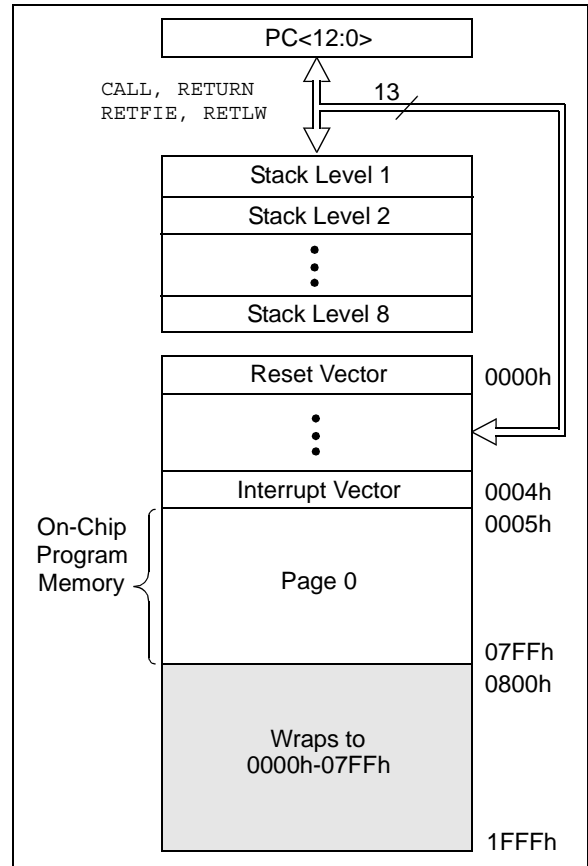 PC<12:0>
CALL, RETURN
RETFIE, RETLW
13
Stack Level 1
Stack Level 2
Stack Level 8
Reset Vector
0000h
Interrupt Vector
0004h
0005h
On-Chip
Program
Memory
Page 0
07FFh
0800h
Wraps to
0000h-07FFh
1FFFh